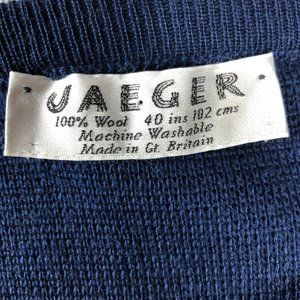 JAEGER
100% Wool 40 ins 102 cms
Machine Washable
Made in Gt. Britain